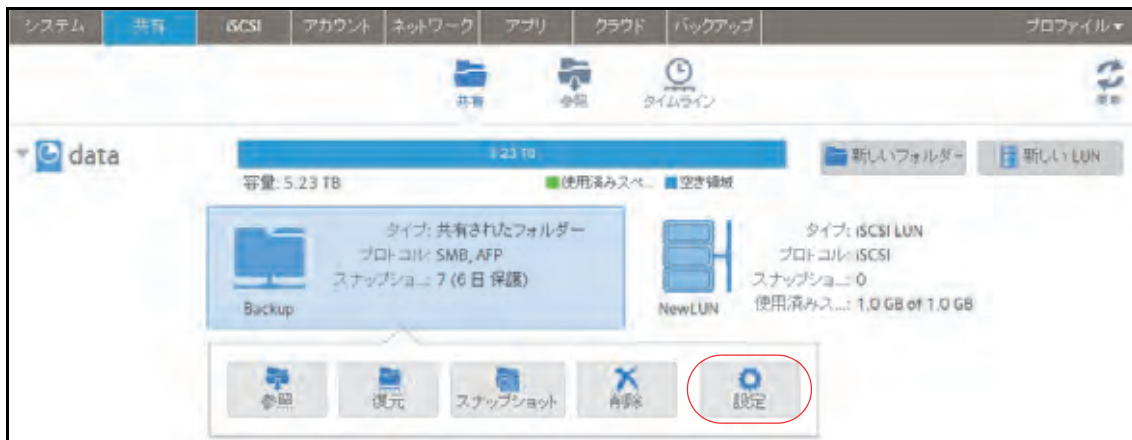 システム 共有 iSCSI アカウント ネットワーク アプリ クラウド バックアップ プロファイル
共有 参照 タイムライン 更新
data
5.23 TB
新しいフォルダー 新しい LUN
容量: 5.23 TB 使用済みスペ... 空き領域
タイプ: 共有されたフォルダー
プロトコル: SMB, AFP
スナップショ...: 7 (6 日 保護)
Backup
タイプ: iSCSI LUN
プロトコル: iSCSI
スナップショ...: 0
使用済みス...: 1.0 GB of 1.0 GB
NewLUN
参照 復元 スナップショット 削除 設定